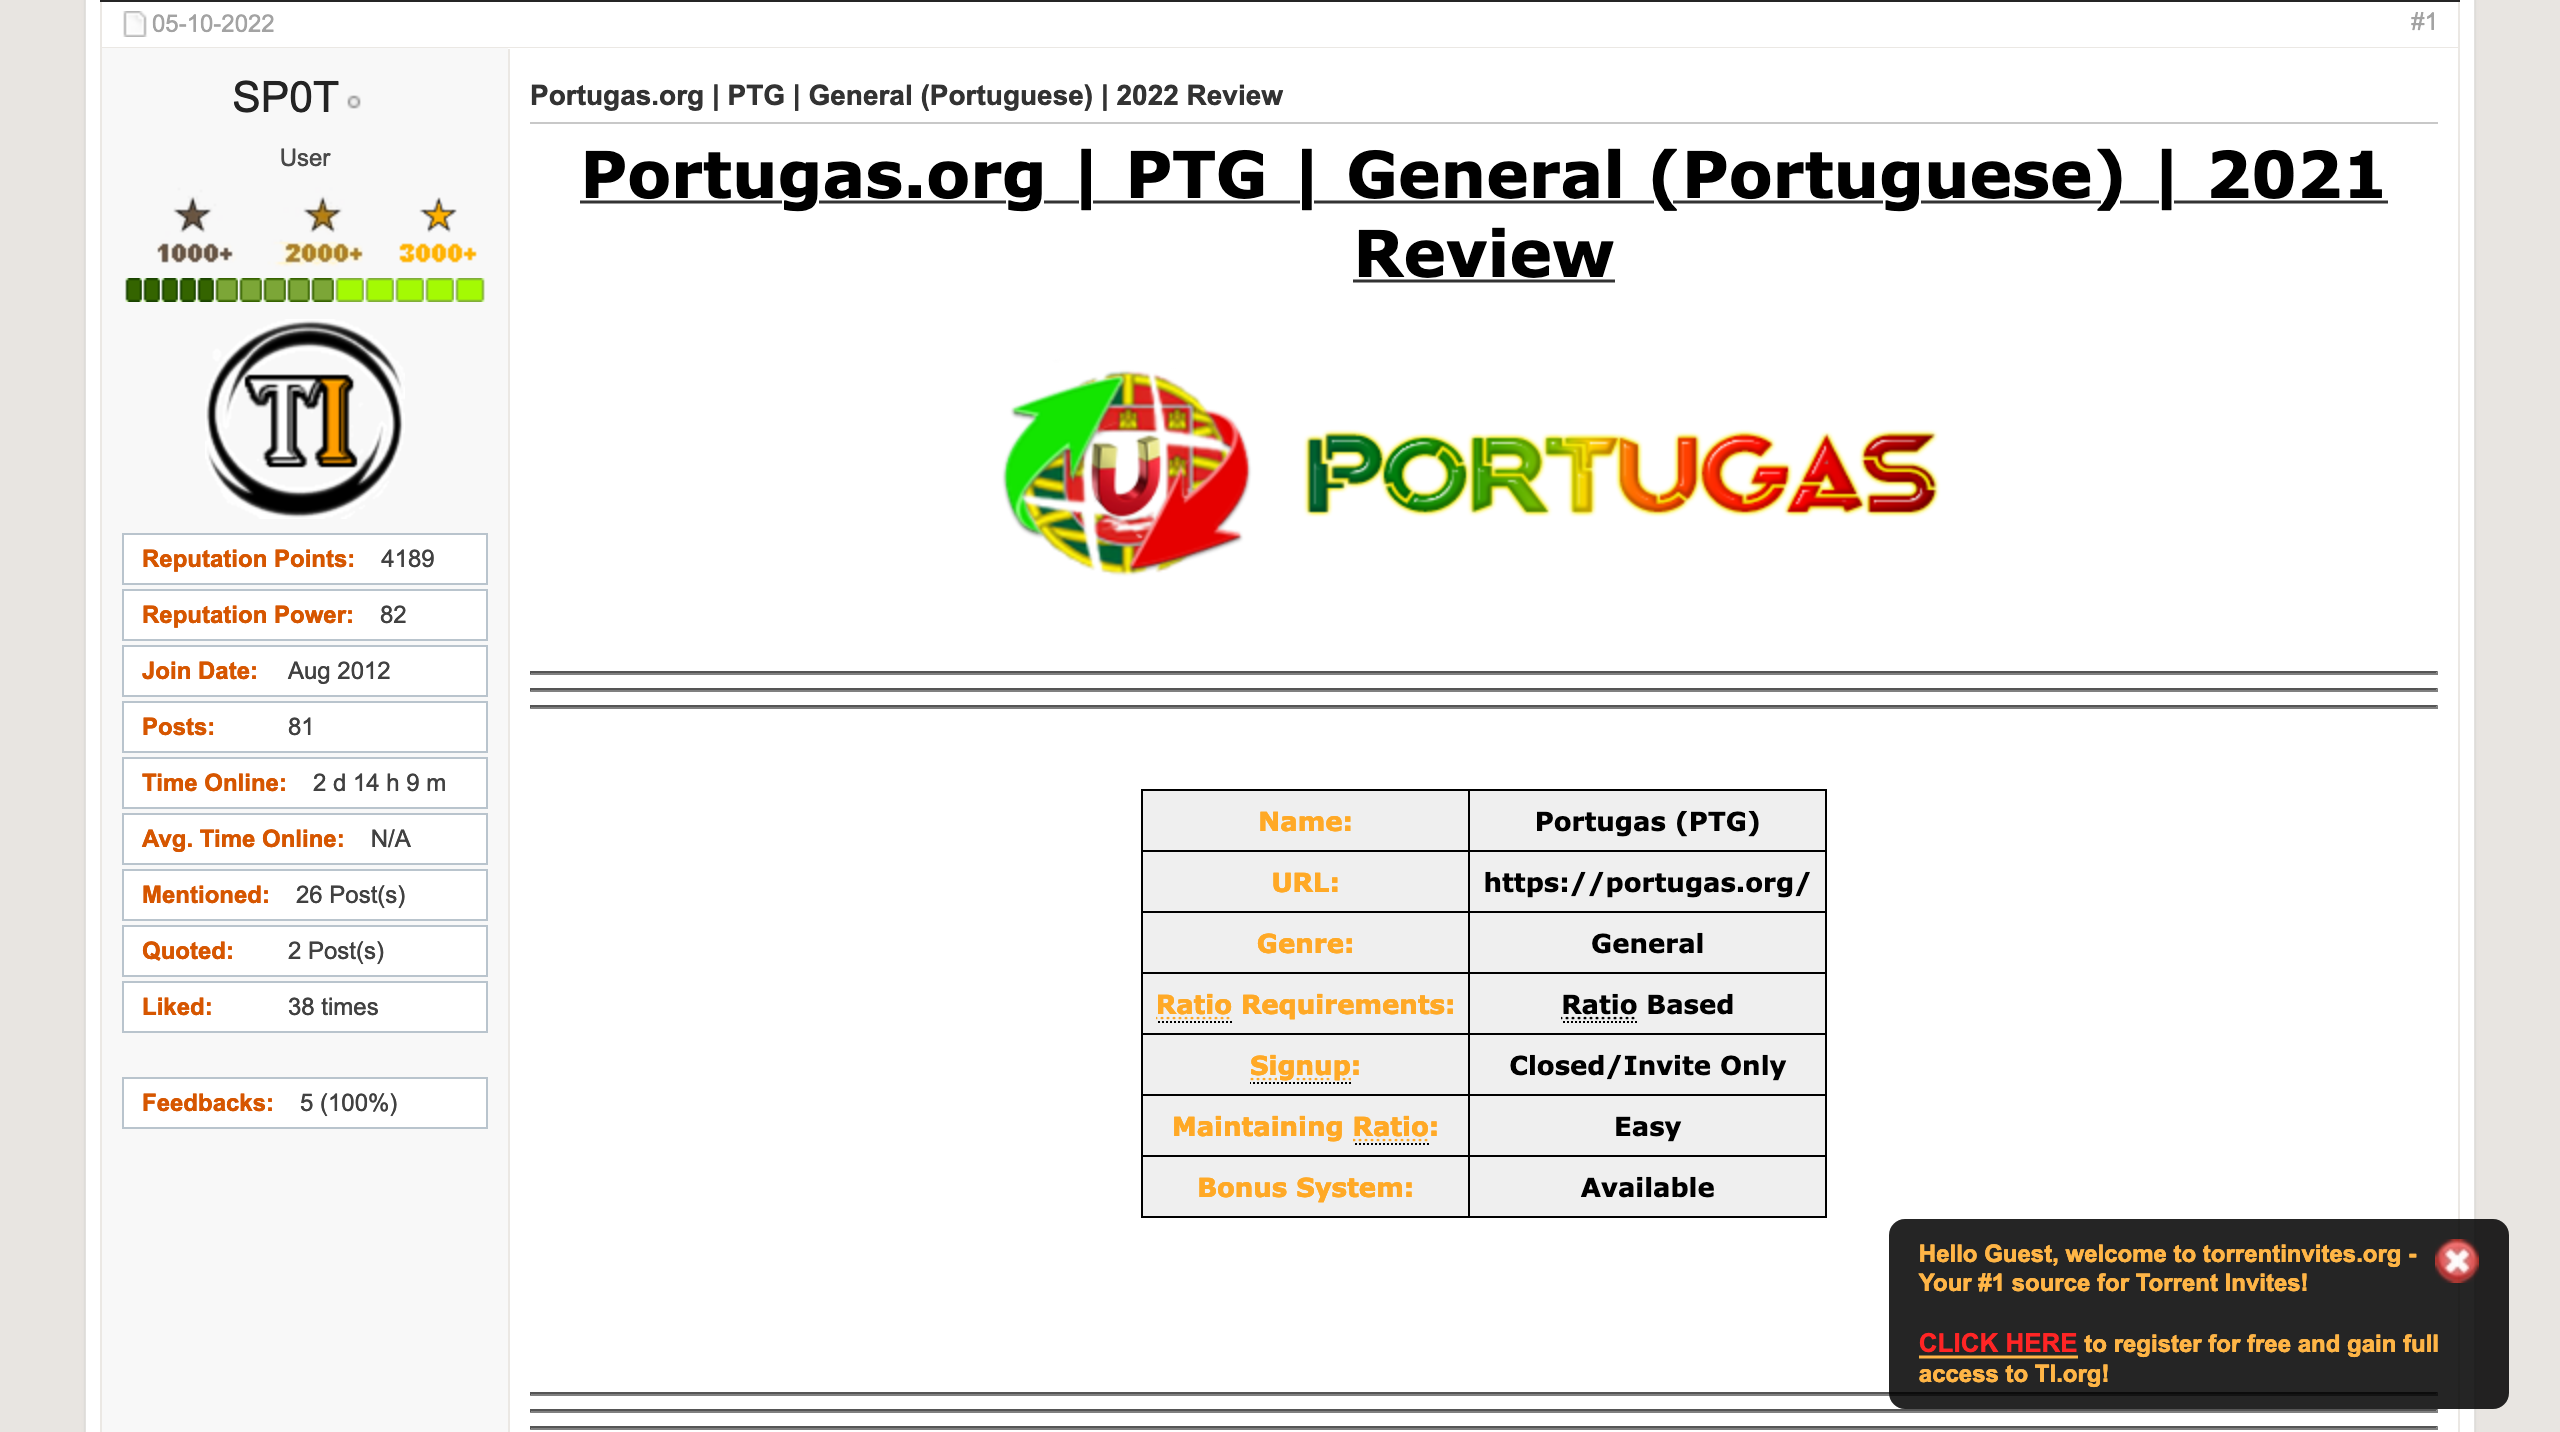 05-10-2022
#1
SP0T
User
1000+ 2000+ 3000+
TI
Reputation Points: 4189
Reputation Power: 82
Join Date: Aug 2012
Posts: 81
Time Online: 2 d 14 h 9 m
Avg. Time Online: N/A
Mentioned: 26 Post(s)
Quoted: 2 Post(s)
Liked: 38 times
Feedbacks: 5 (100%)
Portugas.org | PTG | General (Portuguese) | 2022 Review
Portugas.org | PTG | General (Portuguese) | 2021
Review
PORTUGAS
Name: Portugas (PTG)
URL: https://portugas.org/
Genre: General
Ratio Requirements: Ratio Based
Signup: Closed/Invite Only
Maintaining Ratio: Easy
Bonus System: Available
Hello Guest, welcome to torrentinvites.org -
Your #1 source for Torrent Invites!
CLICK HERE to register for free and gain full
access to TI.org!